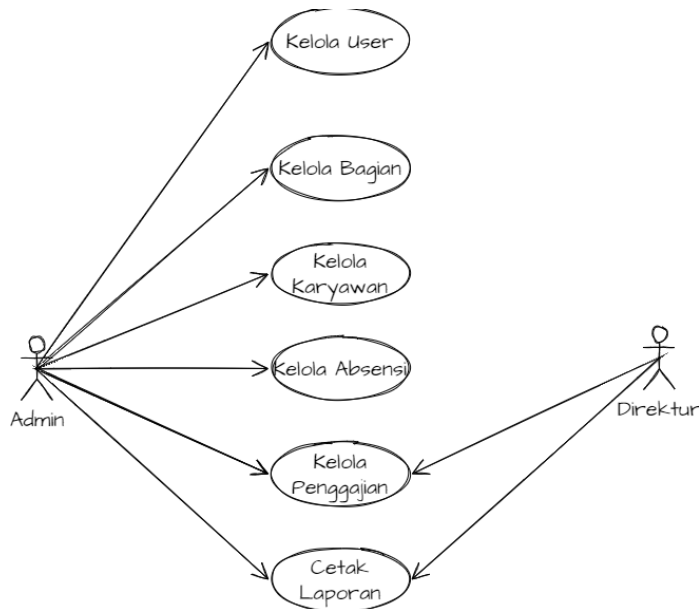 Kelola User
Kelola Bagian
Kelola
Karyawan
Kelola Absensi
Admin
Direktur
Kelola
Penggajian
Cetak
Laporan